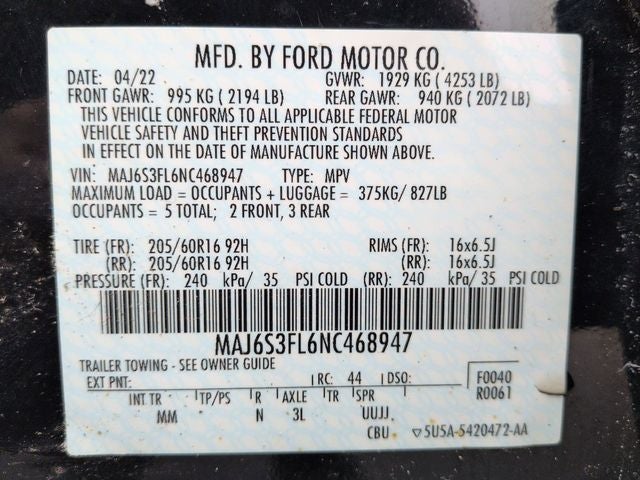 MFD. BY FORD MOTOR CO.
DATE: 04/22 GVWR: 1929 KG ( 4253 LB)
FRONT GAWR: 995 KG ( 2194 LB) REAR GAWR: 940 KG ( 2072 LB)
THIS VEHICLE CONFORMS TO ALL APPLICABLE FEDERAL MOTOR
VEHICLE SAFETY AND THEFT PREVENTION STANDARDS
IN EFFECT ON THE DATE OF MANUFACTURE SHOWN ABOVE.
VIN: MAJ6S3FL6NC468947 TYPE: MPV
MAXIMUM LOAD = OCCUPANTS + LUGGAGE = 375KG/ 827LB
OCCUPANTS = 5 TOTAL; 2 FRONT, 3 REAR
TIRE (FR): 205/60R16 92H RIMS (FR): 16x6.5J
(RR): 205/60R16 92H (RR): 16x6.5J
PRESSURE (FR): 240 kPa/ 35 PSI COLD (RR): 240 kPa/ 35 PSI COLD
MAJ6S3FL6NC468947
TRAILER TOWING - SEE OWNER GUIDE
EXT PNT: RC: 44 DSO: F0040
INT TR TP/PS R AXLE TR SPR R0061
MM N 3L UUJJ
CBU ▽5U5A-5420472-AA